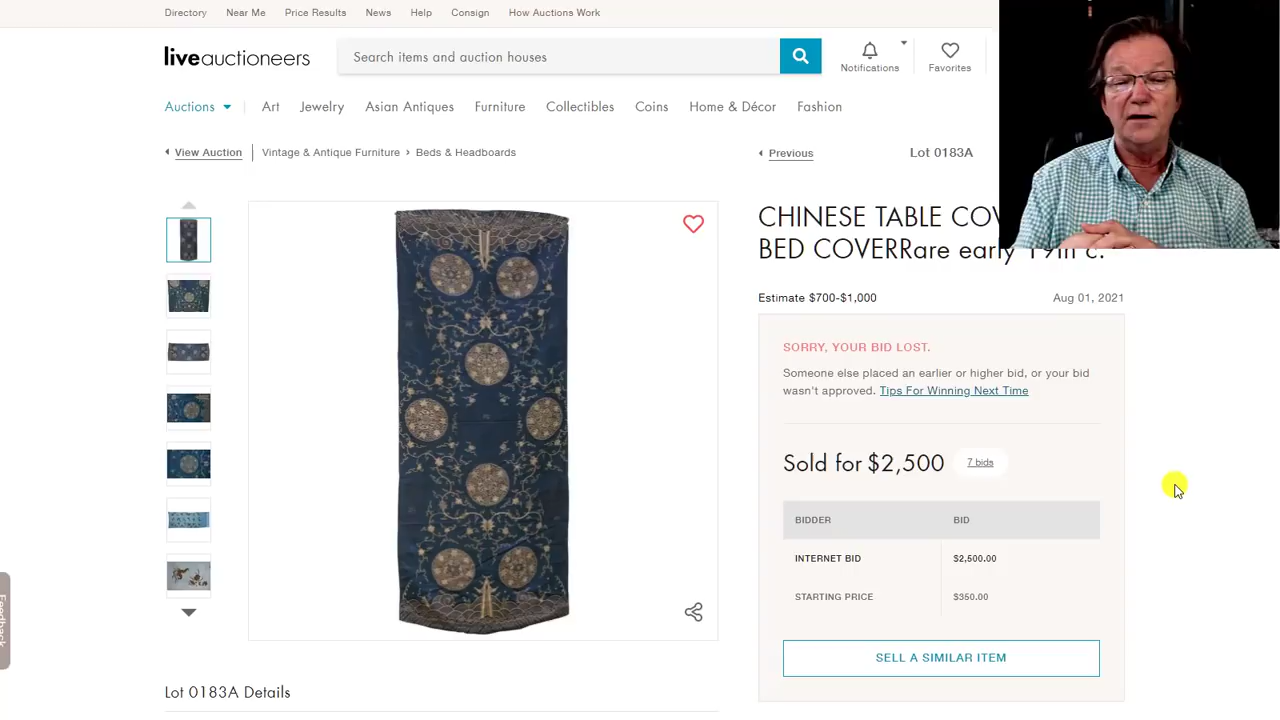 Directory Near Me Price Results News Help Consign How Auctions Work
liveauctioneers Search items and auction houses Notifications Favorites
Auctions Art Jewelry Asian Antiques Furniture Collectibles Coins Home & Décor Fashion
View Auction Vintage & Antique Furniture › Beds & Headboards Previous Lot 0183A
CHINESE TABLE
BED COVERRare early 19th c.
Estimate $700-$1,000 Aug 01, 2021
SORRY, YOUR BID LOST.
Someone else placed an earlier or higher bid, or your bid
wasn't approved. Tips For Winning Next Time
Sold for $2,500 7 bids
BIDDER BID
INTERNET BID $2,500.00
STARTING PRICE $350.00
SELL A SIMILAR ITEM
Feedback
Lot 0183A Details